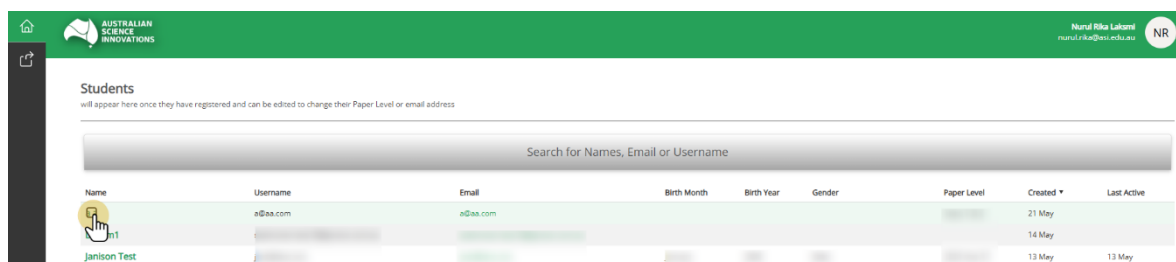 AUSTRALIAN
SCIENCE
INNOVATIONS
Nurul Rika Laksmi
nurul.rika@asi.edu.au
NR
Students
will appear here once they have registered and can be edited to change their Paper Level or email address
Search for Names, Email or Username
Name Username Email Birth Month Birth Year Gender Paper Level Created ▼ Last Active
a@aa.com a@aa.com 21 May
14 May
Janison Test 13 May 13 May